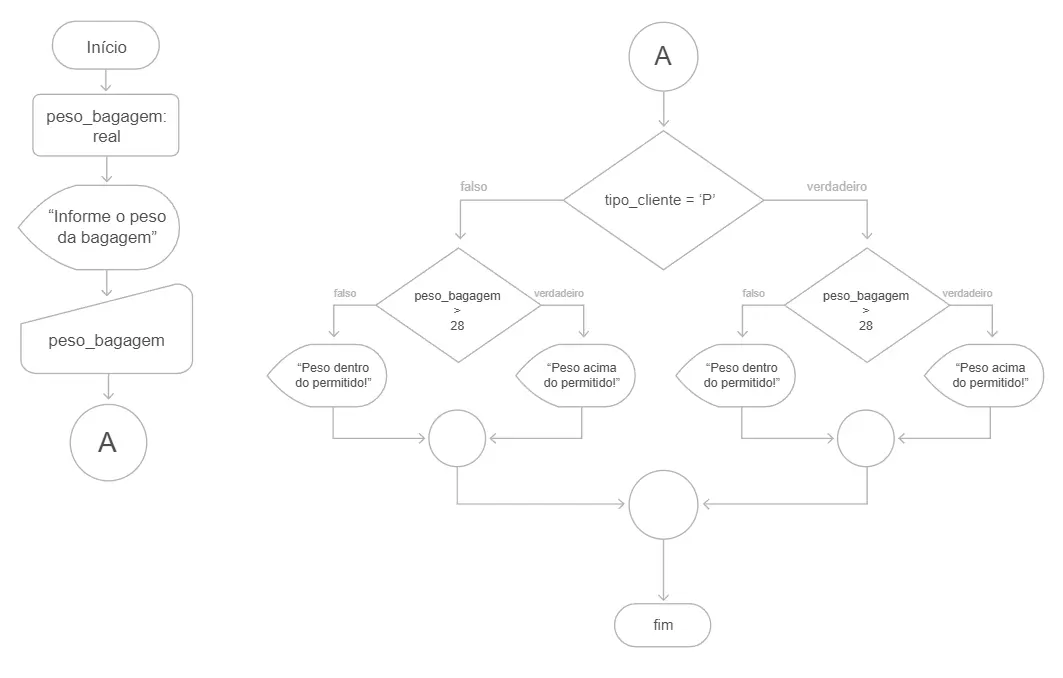 Início
peso_bagagem:
real
“Informe o peso
da bagagem”
peso_bagagem
A
A
tipo_cliente = ‘P’
falso
verdadeiro
peso_bagagem
>
28
falso
verdadeiro
“Peso dentro
do permitido!”
“Peso acima
do permitido!”
peso_bagagem
>
28
falso
verdadeiro
“Peso dentro
do permitido!”
“Peso acima
do permitido!”
fim